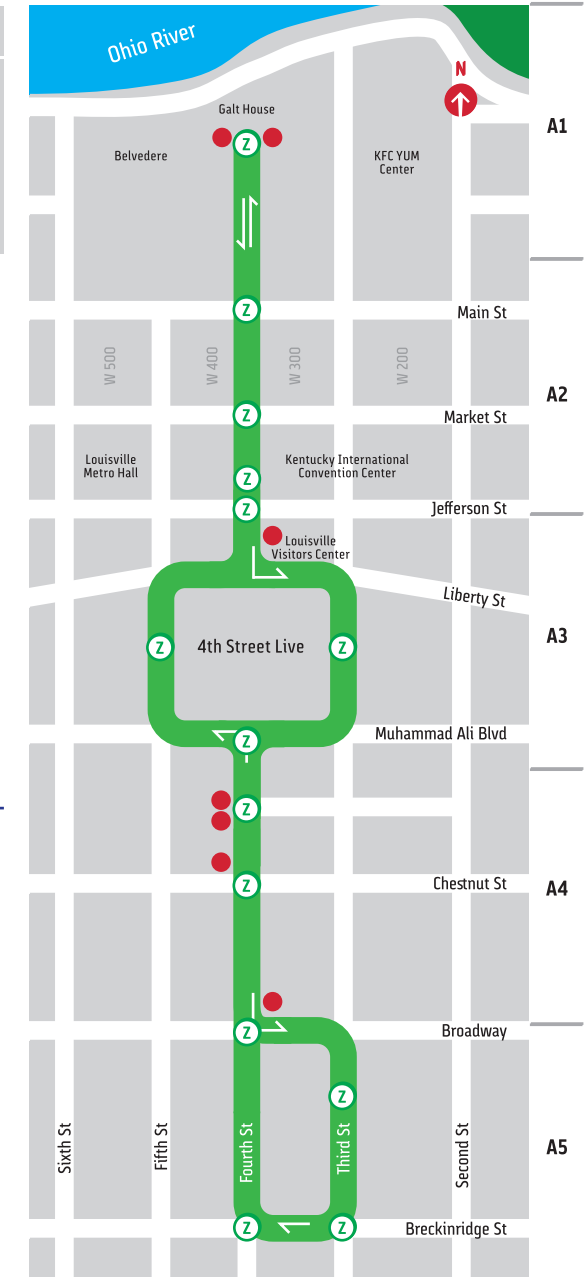 Ohio River
N
Galt House
Z
A1
Belvedere
KFC YUM
Center
Z
Main St
W 500
W 400
W 300
W 200
A2
Z
Market St
Louisville
Metro Hall
Kentucky International
Convention Center
Z
Z
Jefferson St
Louisville
Visitors Center
Liberty St
A3
Z
4th Street Live
Z
Z
Muhammad Ali Blvd
Z
Z
Chestnut St
A4
Z
Broadway
Z
Sixth St
Fifth St
Fourth St
Third St
Second St
A5
Z
Z
Breckinridge St